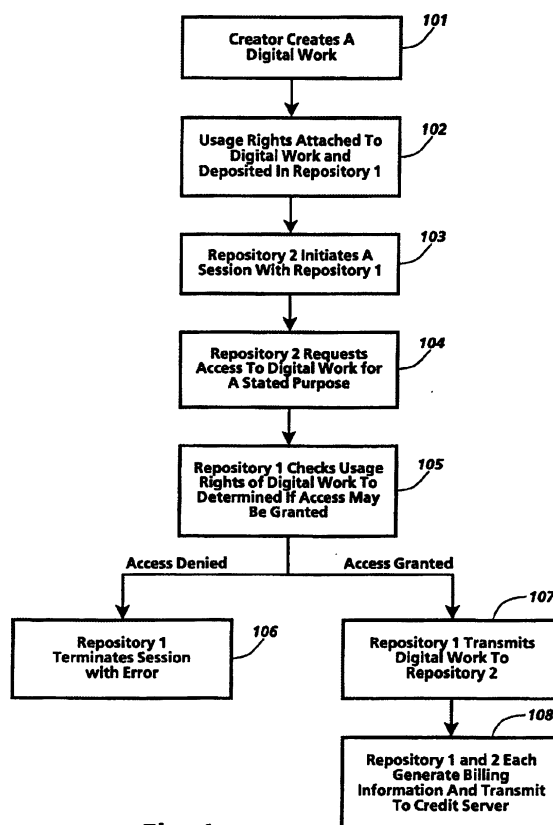 101
Creator Creates A
Digital Work
102
Usage Rights Attached To
Digital Work and
Deposited In Repository 1
103
Repository 2 Initiates A
Session With Repository 1
104
Repository 2 Requests
Access To Digital Work for
A Stated Purpose
105
Repository 1 Checks Usage
Rights of Digital Work To
Determined If Access May
Be Granted
Access Denied
Access Granted
106
Repository 1
Terminates Session
with Error
107
Repository 1 Transmits
Digital Work To
Repository 2
108
Repository 1 and 2 Each
Generate Billing
Information And Transmit
To Credit Server